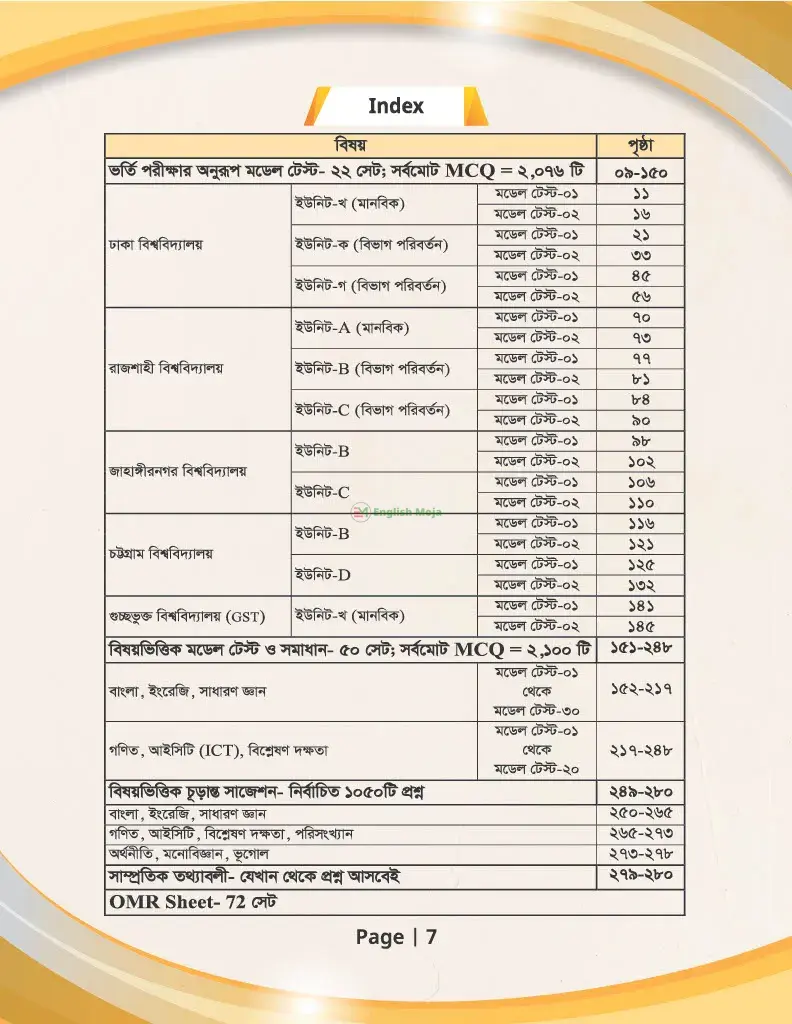 Index
বিষয় পৃষ্ঠা
ভর্তি পরীক্ষার অনুরূপ মডেল টেস্ট- ২২ সেট; সর্বমোট MCQ = ২,০৭৬ টি ০৯-১৫০
ঢাকা বিশ্ববিদ্যালয় ইউনিট-খ (মানবিক) মডেল টেস্ট-০১ ১১
মডেল টেস্ট-০২ ১৬
ইউনিট-ক (বিভাগ পরিবর্তন) মডেল টেস্ট-০১ ২১
মডেল টেস্ট-০২ ৩৩
ইউনিট-গ (বিভাগ পরিবর্তন) মডেল টেস্ট-০১ ৪৫
মডেল টেস্ট-০২ ৫৬
রাজশাহী বিশ্ববিদ্যালয় ইউনিট-A (মানবিক) মডেল টেস্ট-০১ ৭০
মডেল টেস্ট-০২ ৭৩
ইউনিট-B (বিভাগ পরিবর্তন) মডেল টেস্ট-০১ ৭৭
মডেল টেস্ট-০২ ৮১
ইউনিট-C (বিভাগ পরিবর্তন) মডেল টেস্ট-০১ ৮৪
মডেল টেস্ট-০২ ৯০
জাহাঙ্গীরনগর বিশ্ববিদ্যালয় ইউনিট-B মডেল টেস্ট-০১ ৯৮
মডেল টেস্ট-০২ ১০২
ইউনিট-C মডেল টেস্ট-০১ ১০৬
মডেল টেস্ট-০২ ১১০
English Moja
চট্টগ্রাম বিশ্ববিদ্যালয় ইউনিট-B মডেল টেস্ট-০১ ১১৬
মডেল টেস্ট-০২ ১২১
ইউনিট-D মডেল টেস্ট-০১ ১২৫
মডেল টেস্ট-০২ ১৩২
গুচ্ছভুক্ত বিশ্ববিদ্যালয় (GST) ইউনিট-খ (মানবিক) মডেল টেস্ট-০১ ১৪১
মডেল টেস্ট-০২ ১৪৫
বিষয়ভিত্তিক মডেল টেস্ট ও সমাধান- ৫০ সেট; সর্বমোট MCQ = ২,১০০ টি ১৫১-২৪৮
বাংলা, ইংরেজি, সাধারণ জ্ঞান মডেল টেস্ট-০১
থেকে ১৫২-২১৭
মডেল টেস্ট-৩০
গণিত, আইসিটি (ICT), বিশ্লেষণ দক্ষতা মডেল টেস্ট-০১
থেকে ২১৭-২৪৮
মডেল টেস্ট-২০
বিষয়ভিত্তিক চূড়ান্ত সাজেশন- নির্বাচিত ১০৫০টি প্রশ্ন ২৪৯-২৮০
বাংলা, ইংরেজি, সাধারণ জ্ঞান ২৫০-২৬৫
গণিত, আইসিটি, বিশ্লেষণ দক্ষতা, পরিসংখ্যান ২৬৫-২৭৩
অর্থনীতি, মনোবিজ্ঞান, ভূগোল ২৭৩-২৭৮
সাম্প্রতিক তথ্যাবলী- যেখান থেকে প্রশ্ন আসবেই ২৭৯-২৮০
OMR Sheet- 72 সেট
Page | 7